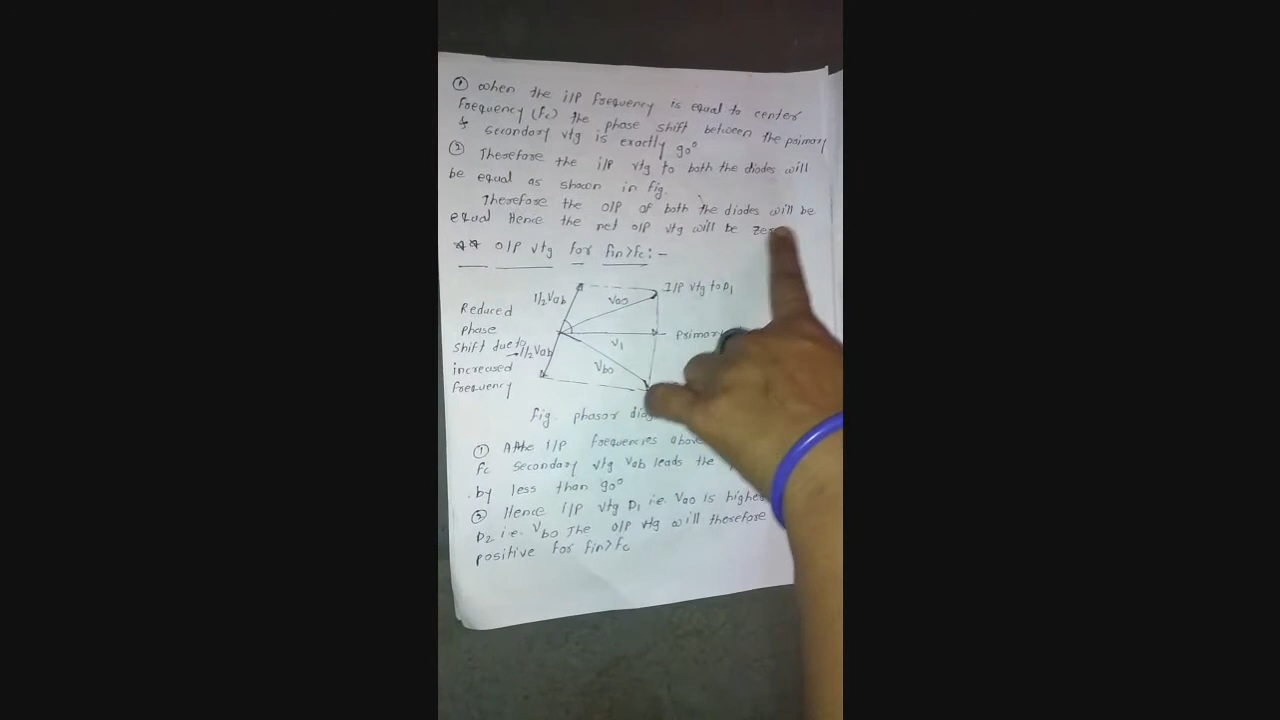 ① When the i/p frequency is equal to center
frequency (fc) the phase shift between the primary
& secondary vtg is exactly 90°
② Therefore the i/p vtg to both the diodes will
be equal as shown in fig.
Therefore the o/p of both the diodes will be
equal Hence the net o/p vtg will be
** O/P vtg for fin>fc:-
1/2 Vab
Vao
I/P vtg to D1
Reduced
phase
shift due to
increased
frequency
V1
1/2 Vab
Vbo
fig. phasor
① At the I/P frequencies above
fc secondary vtg Vab leads the
by less than 90°
② Hence i/p vtg D1 i.e. Vao is higher
D2 i.e. Vbo The o/p vtg will therefore
positive for fin>fc